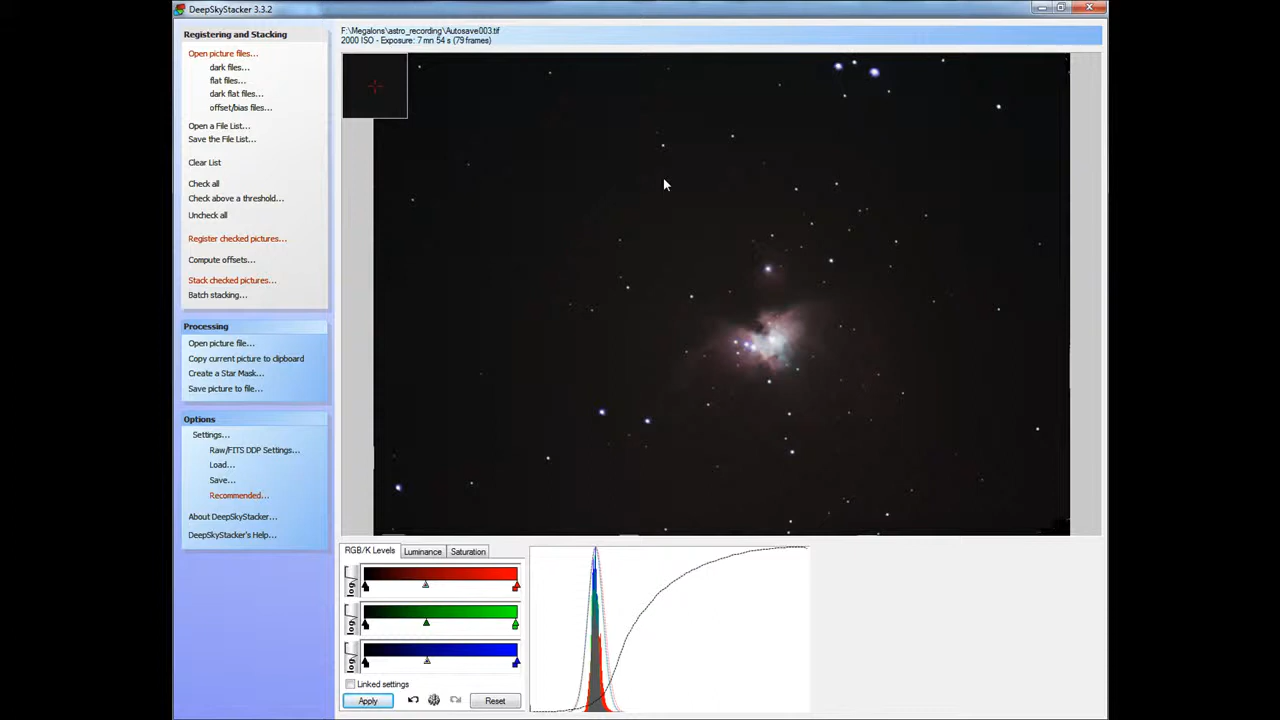 DeepSkyStacker 3.3.2
Registering and Stacking
Open picture files...
dark files...
flat files...
dark flat files...
offset/bias files...
Open a File List...
Save the File List...
Clear List
Check all
Check above a threshold...
Uncheck all
Register checked pictures...
Compute offsets...
Stack checked pictures...
Batch stacking...
Processing
Open picture file...
Copy current picture to clipboard
Create a Star Mask...
Save picture to file...
Options
Settings...
Raw/FITS DDP Settings...
Load...
Save...
Recommended...
About DeepSkyStacker...
DeepSkyStacker's Help...
F:\Megalons\astro_recording\Autosave003.tif
2000 ISO - Exposure: 7 mn 54 s (79 frames)
RGB/K Levels
Luminance
Saturation
log
log
log
Linked settings
Apply
Reset